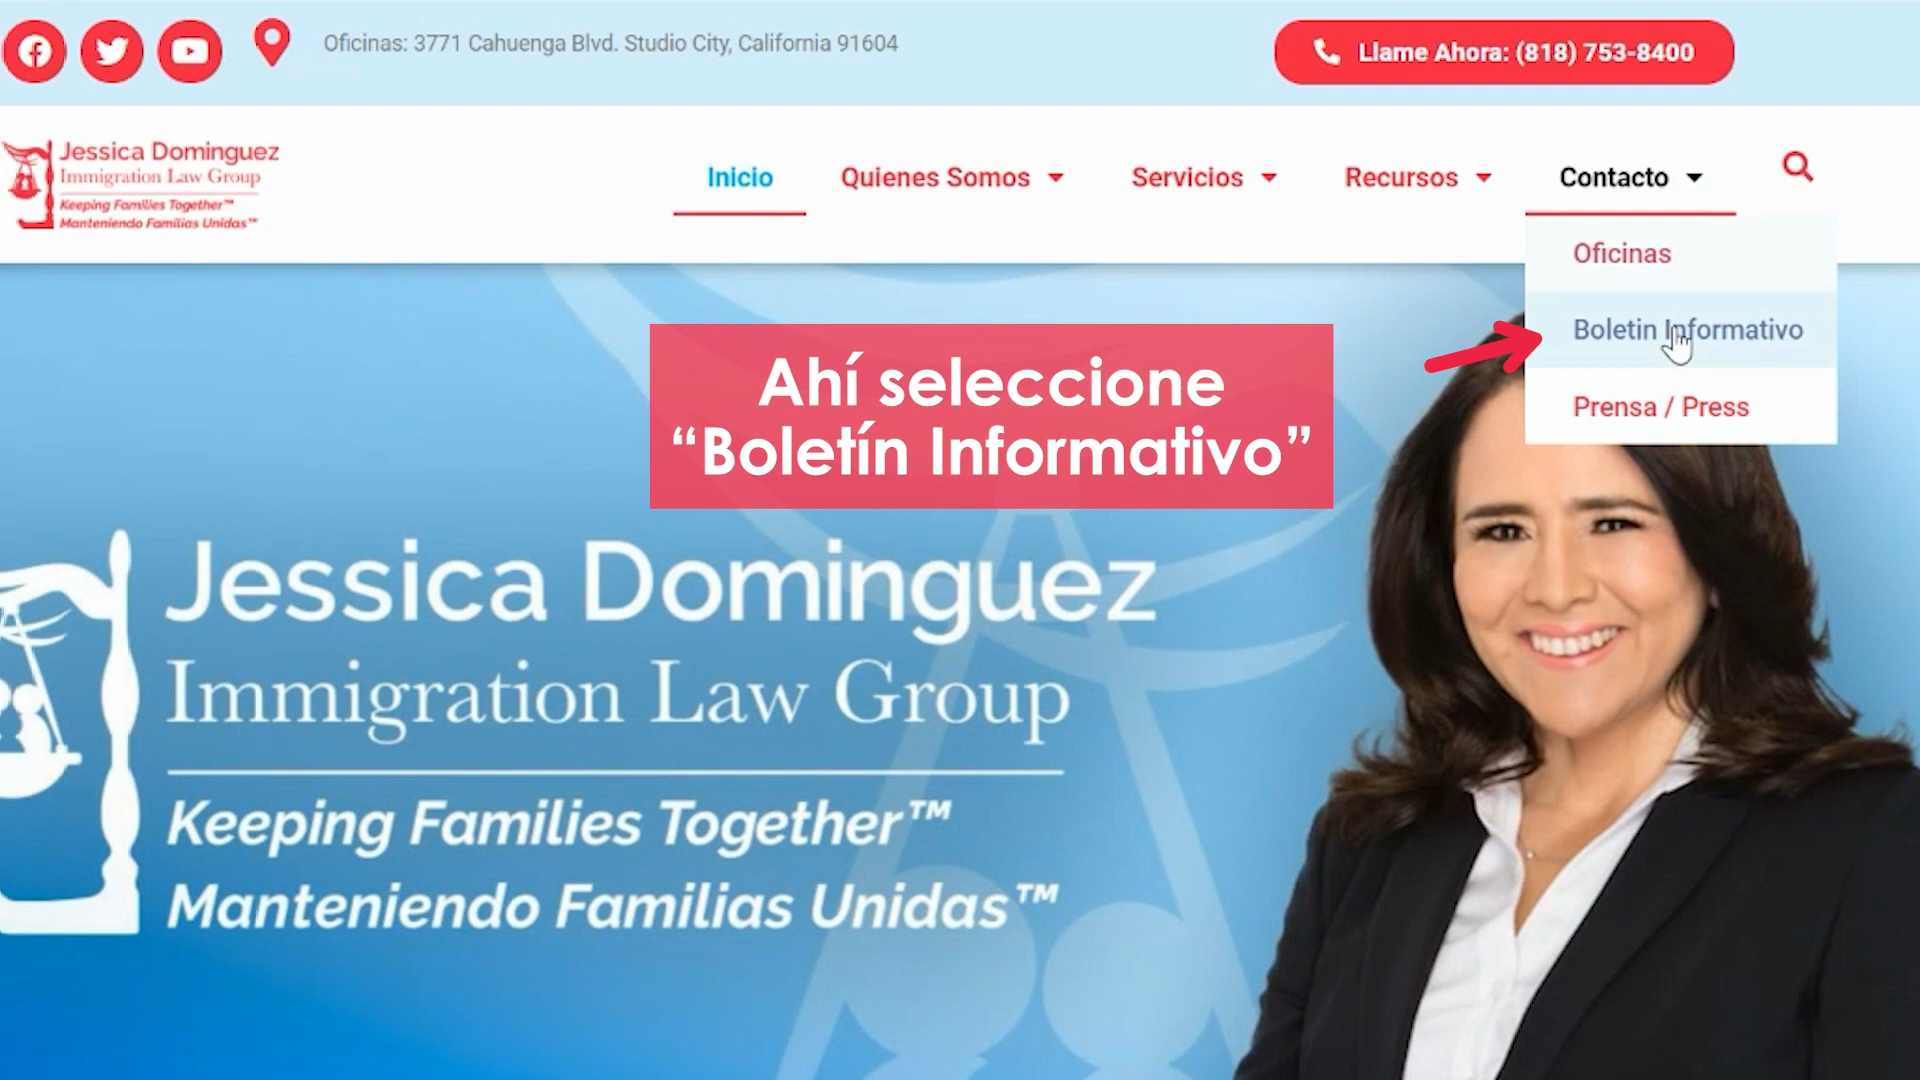 Oficinas: 3771 Cahuenga Blvd. Studio City, California 91604
Llame Ahora: (818) 753-8400
Jessica Dominguez
Immigration Law Group
Keeping Families Together™
Manteniendo Familias Unidas™
Inicio
Quienes Somos
Servicios
Recursos
Contacto
Oficinas
Boletin Informativo
Prensa / Press
Ahí seleccione
“Boletín Informativo”
Jessica Dominguez
Immigration Law Group
Keeping Families Together™
Manteniendo Familias Unidas™